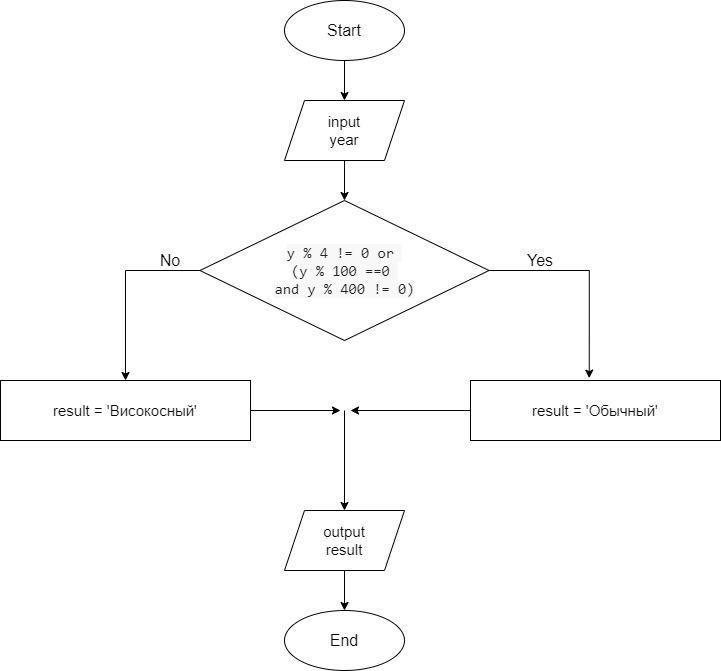 Start
input
year
y % 4 != 0 or
(y % 100 ==0
and y % 400 != 0)
No
Yes
result = 'Високосный'
result = 'Обычный'
output
result
End